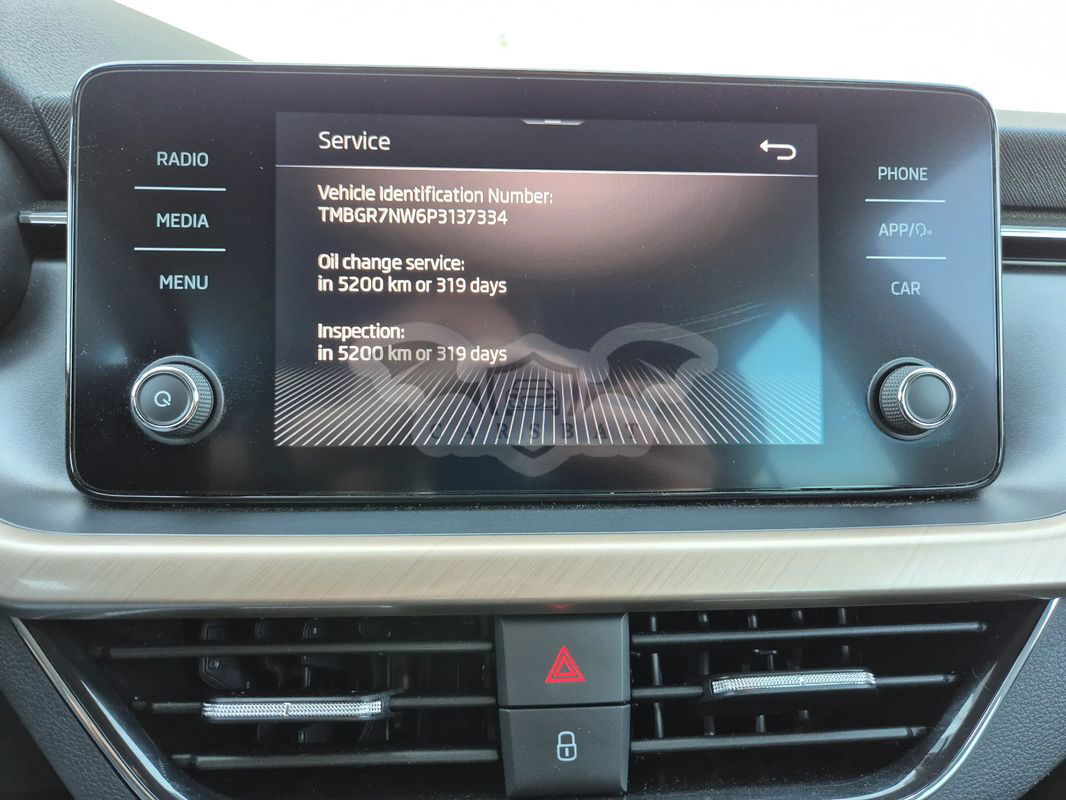 Service
RADIO
MEDIA
MENU
Vehicle Identification Number:
TMBGR7NW6P3137334
Oil change service:
in 5200 km or 319 days
Inspection:
in 5200 km or 319 days
PHONE
APP/
CAR
CARSBAT